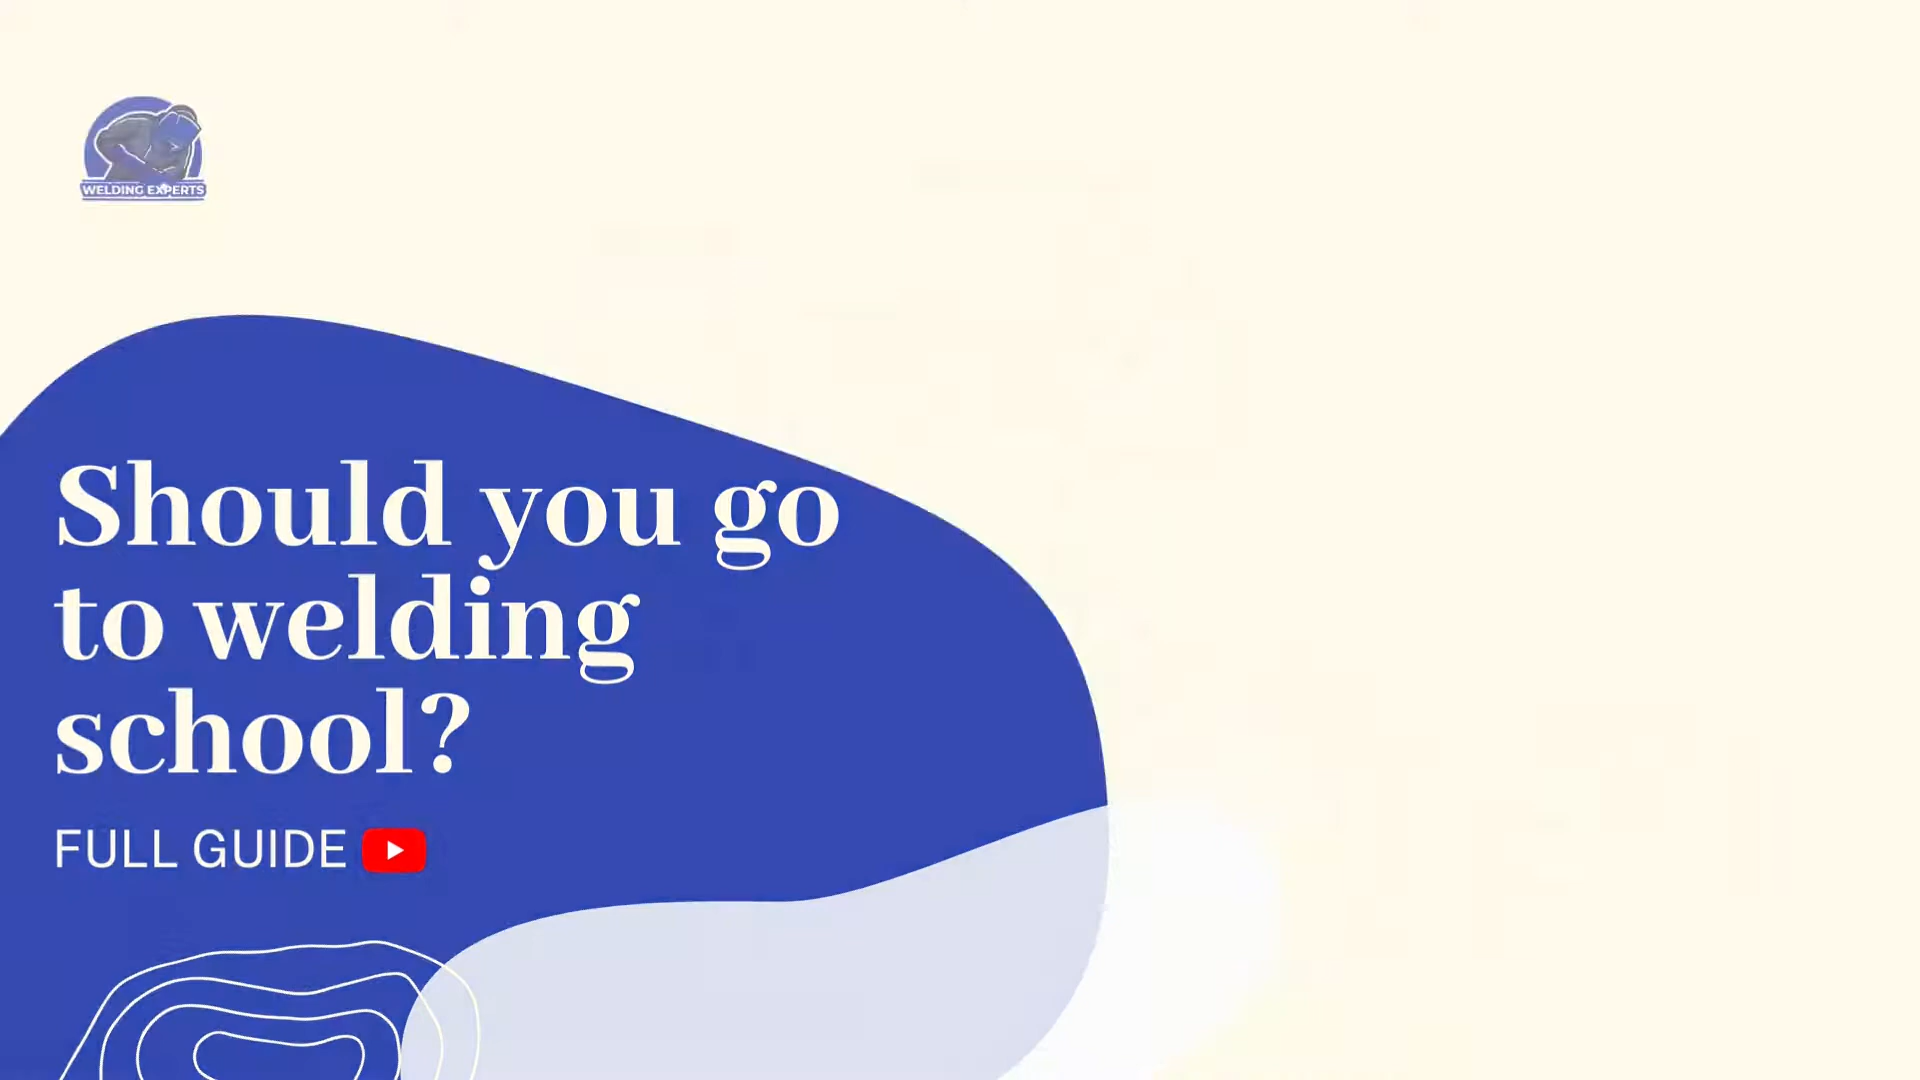 WELDING EXPERTS
Should you go
to welding
school?
FULL GUIDE